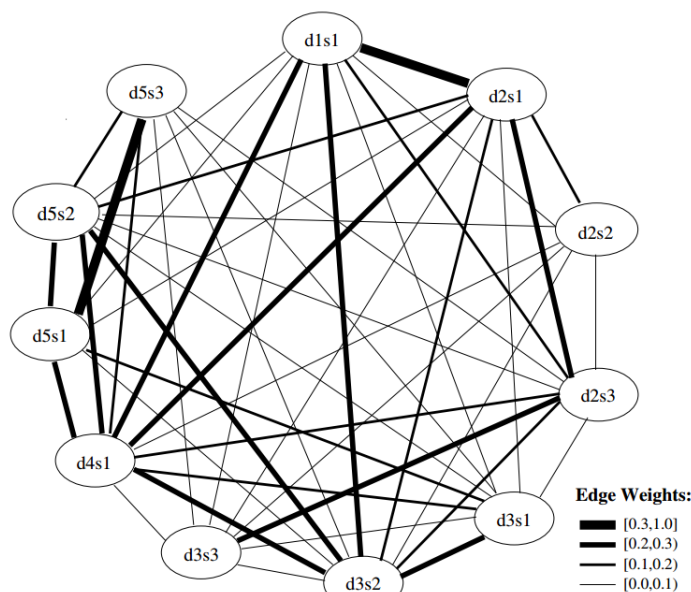 d1s1
d5s3
d2s1
d5s2
d2s2
d5s1
d2s3
d4s1
Edge Weights:
d3s1
[0.3,1.0]
[0.2,0.3)
d3s3
[0.1,0.2)
d3s2
[0.0,0.1)